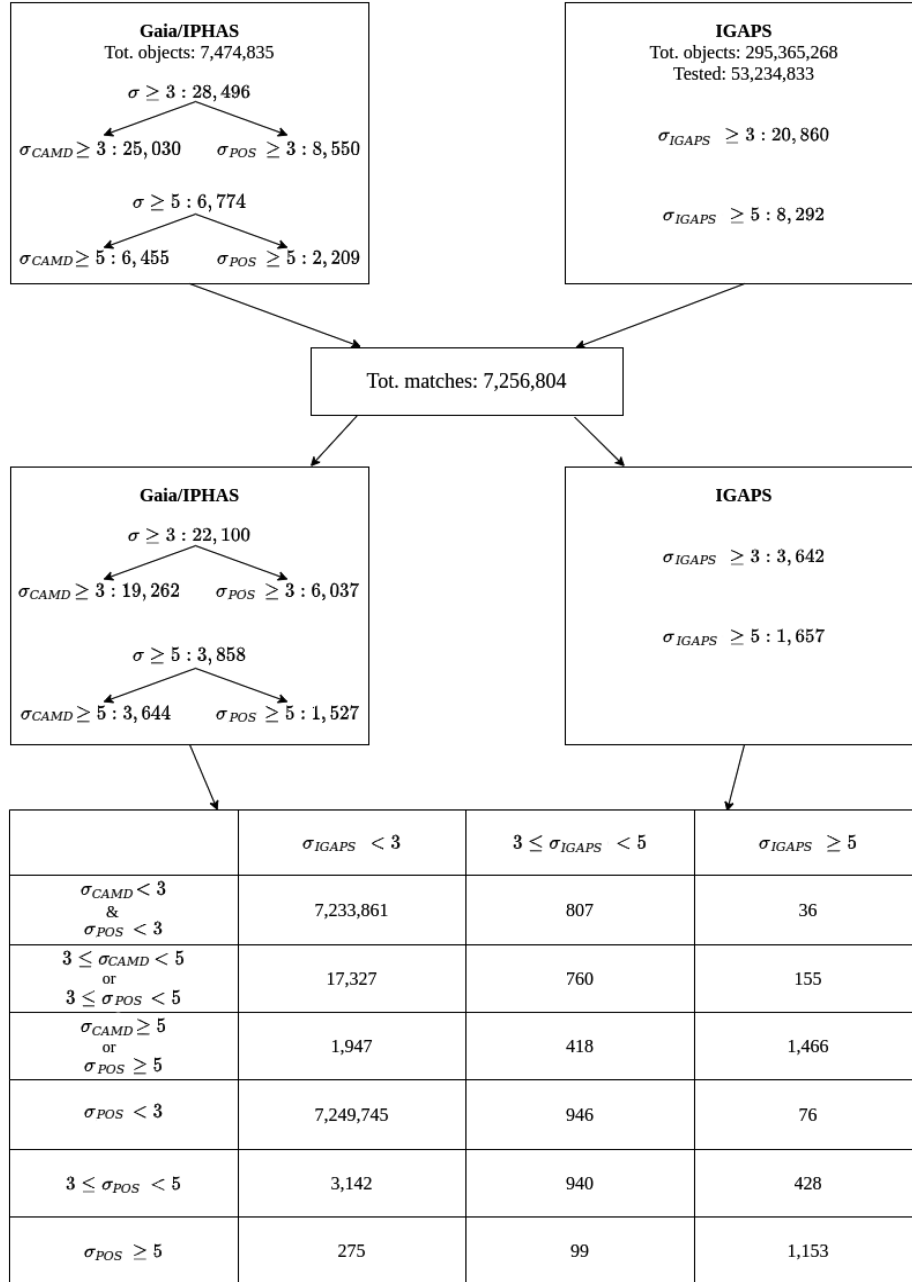 Gaia/IPHAS
Tot. objects: 7,474,835
σ ≥ 3 : 28,496
σ_CAMD ≥ 3 : 25,030 σ_POS ≥ 3 : 8,550
σ ≥ 5 : 6,774
σ_CAMD ≥ 5 : 6,455 σ_POS ≥ 5 : 2,209
IGAPS
Tot. objects: 295,365,268
Tested: 53,234,833
σ_IGAPS ≥ 3 : 20,860
σ_IGAPS ≥ 5 : 8,292
Tot. matches: 7,256,804
Gaia/IPHAS
σ ≥ 3 : 22,100
σ_CAMD ≥ 3 : 19,262 σ_POS ≥ 3 : 6,037
σ ≥ 5 : 3,858
σ_CAMD ≥ 5 : 3,644 σ_POS ≥ 5 : 1,527
IGAPS
σ_IGAPS ≥ 3 : 3,642
σ_IGAPS ≥ 5 : 1,657
σ_IGAPS < 3 3 ≤ σ_IGAPS < 5 σ_IGAPS ≥ 5
σ_CAMD < 3
&
σ_POS < 3
7,233,861 807 36
3 ≤ σ_CAMD < 5
or
3 ≤ σ_POS < 5
17,327 760 155
σ_CAMD ≥ 5
or
σ_POS ≥ 5
1,947 418 1,466
σ_POS < 3 7,249,745 946 76
3 ≤ σ_POS < 5 3,142 940 428
σ_POS ≥ 5 275 99 1,153